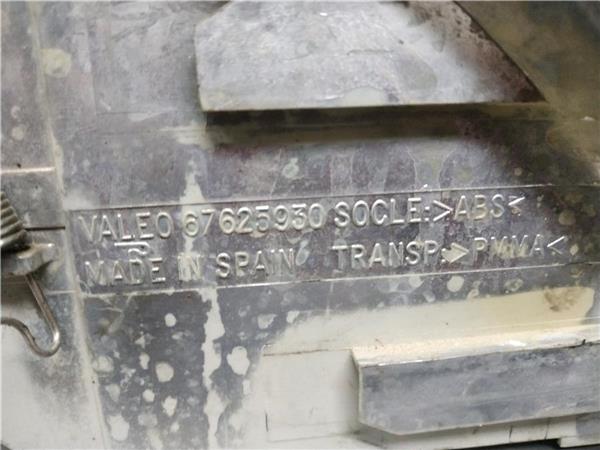 VALEO 67625930 SOCLE:>ABS<
MADE IN SPAIN TRANSP:>PMMA<